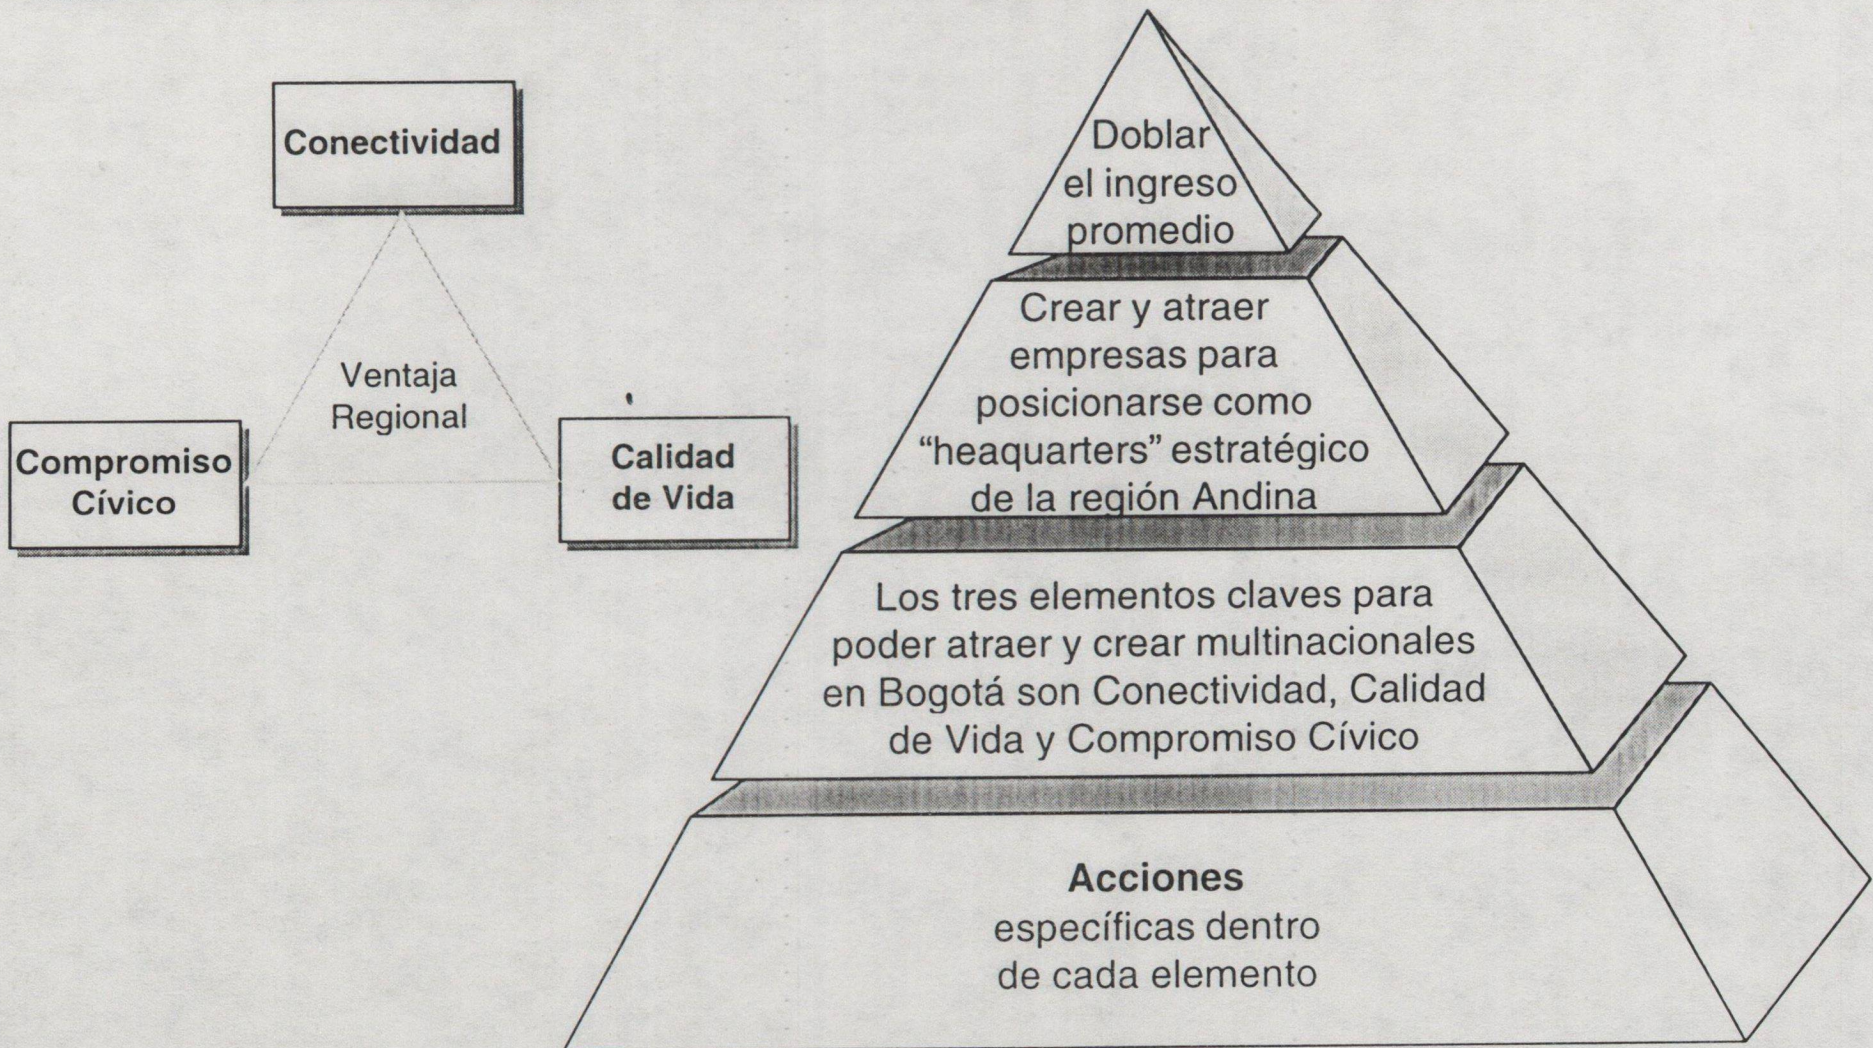 Conectividad
Ventaja
Regional
Compromiso
Cívico
Calidad
de Vida
Doblar
el ingreso
promedio
Crear y atraer
empresas para
posicionarse como
“heaquarters” estratégico
de la región Andina
Los tres elementos claves para
poder atraer y crear multinacionales
en Bogotá son Conectividad, Calidad
de Vida y Compromiso Cívico
Acciones
específicas dentro
de cada elemento